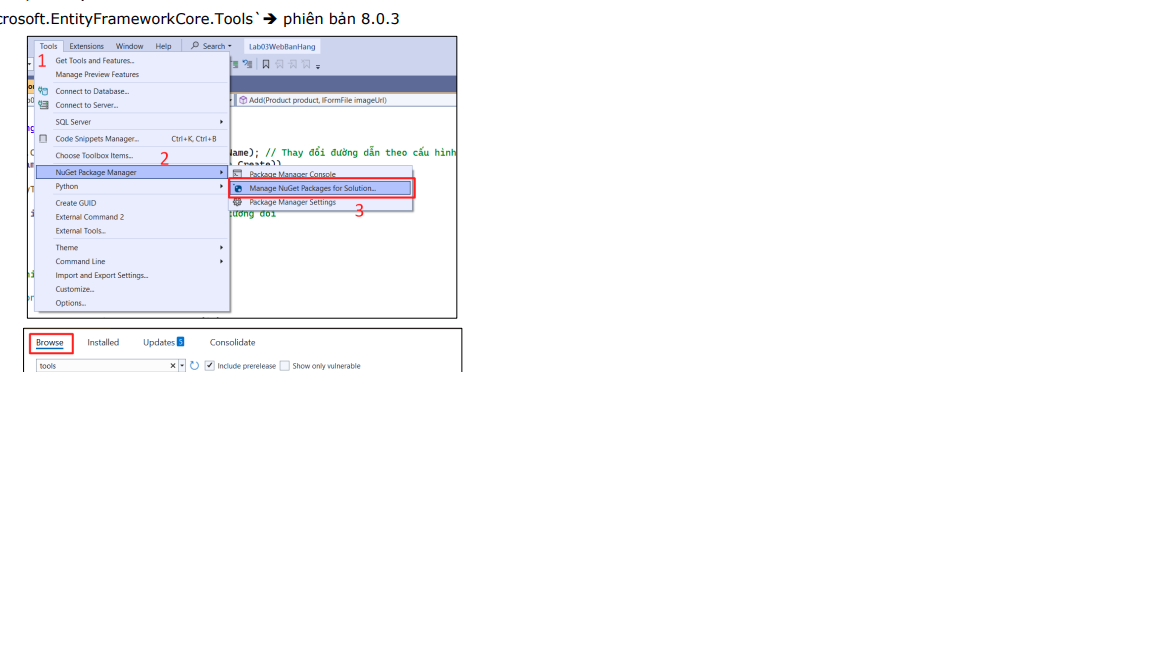 crosoft.EntityFrameworkCore.Tools`➔ phiên bản 8.0.3
Tools Extensions Window Help Search Lab03WebBanHang
1
Get Tools and Features...
Manage Preview Features
Connect to Database...
Connect to Server...
Add(Product product, IFormFile imageUrl)
SQL Server
Code Snippets Manager... Ctrl+K, Ctrl+B
Name); // Thay đổi đường dẫn theo cấu hình
Choose Toolbox Items...
2
Create))
NuGet Package Manager
Package Manager Console
Python
Manage NuGet Packages for Solution...
Create GUID
Package Manager Settings
3
External Command 2
tương đối
External Tools...
Theme
Command Line
Import and Export Settings...
Customize...
Options...
Browse Installed Updates 5 Consolidate
tools Include prerelease Show only vulnerable